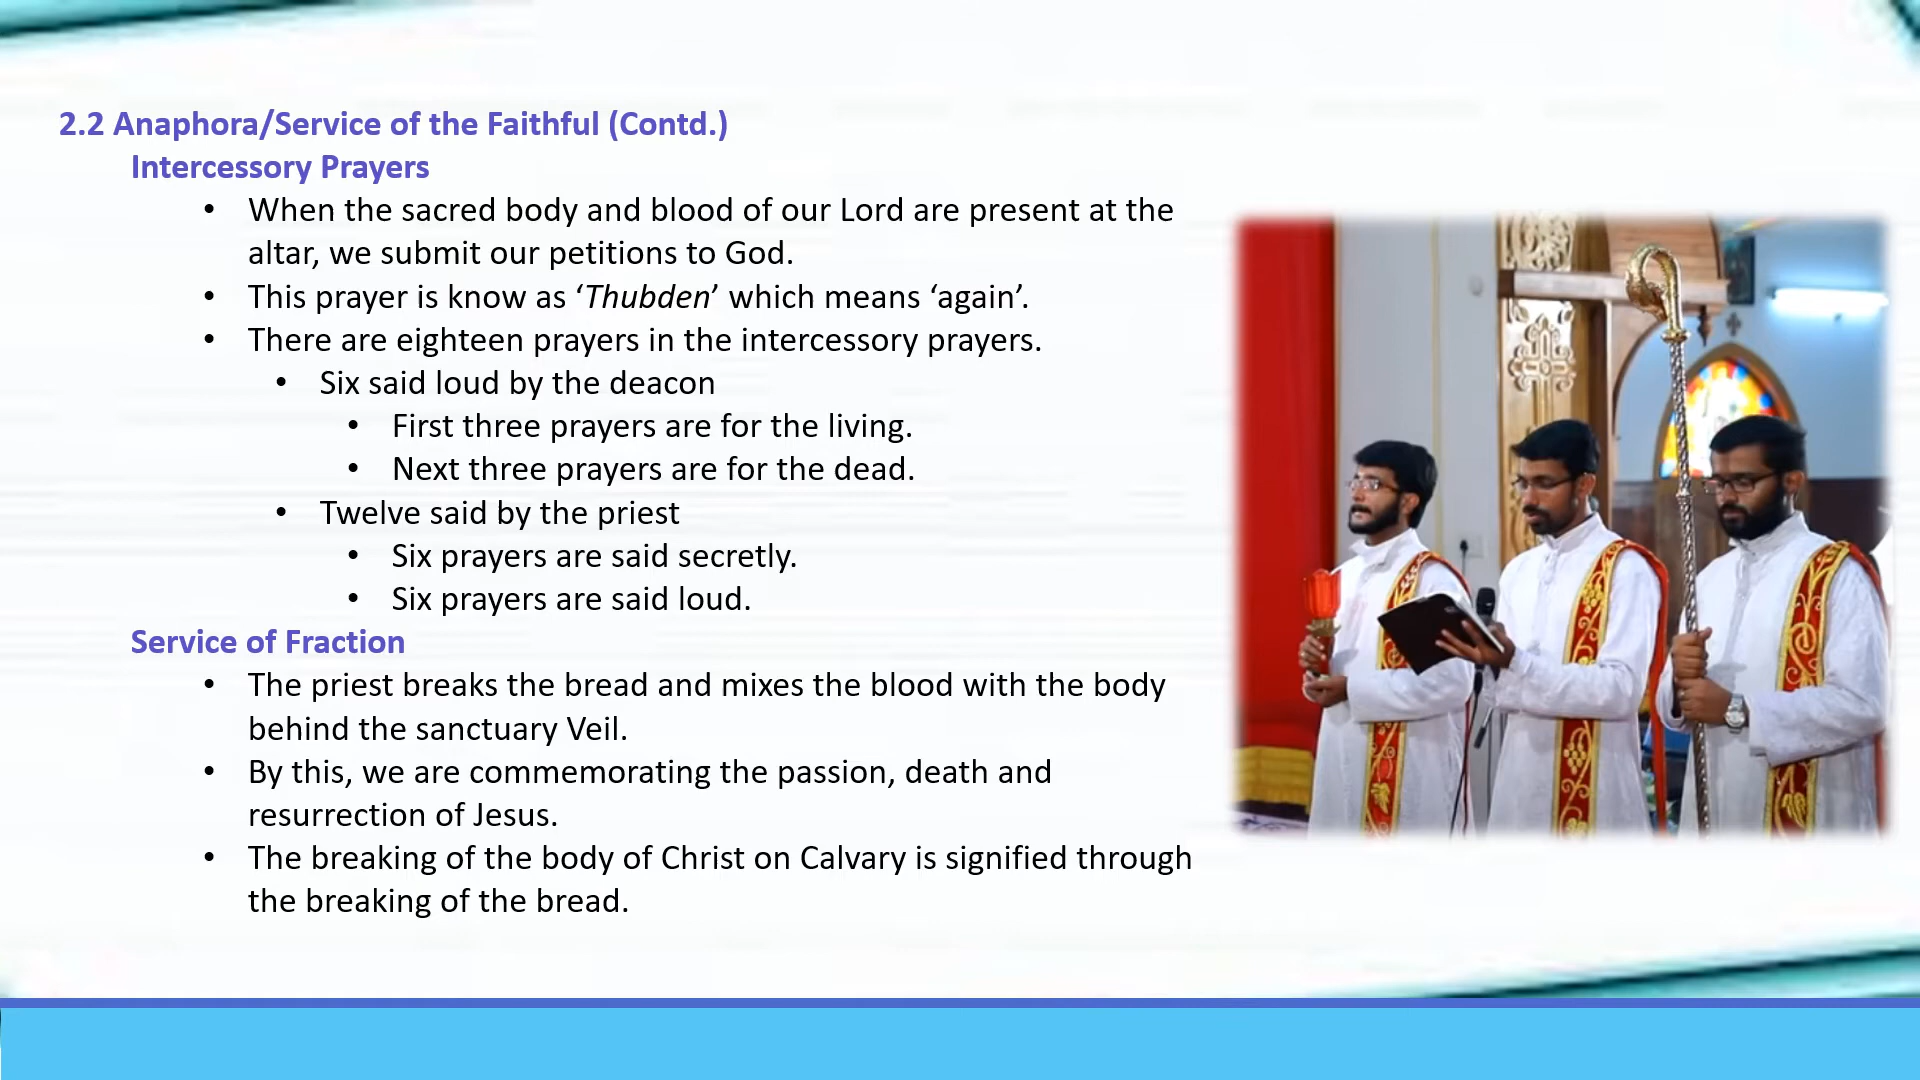 2.2 Anaphora/Service of the Faithful (Contd.)
Intercessory Prayers
• When the sacred body and blood of our Lord are present at the
altar, we submit our petitions to God.
• This prayer is know as ‘Thubden’ which means ‘again’.
• There are eighteen prayers in the intercessory prayers.
• Six said loud by the deacon
• First three prayers are for the living.
• Next three prayers are for the dead.
• Twelve said by the priest
• Six prayers are said secretly.
• Six prayers are said loud.
Service of Fraction
• The priest breaks the bread and mixes the blood with the body
behind the sanctuary Veil.
• By this, we are commemorating the passion, death and
resurrection of Jesus.
• The breaking of the body of Christ on Calvary is signified through
the breaking of the bread.